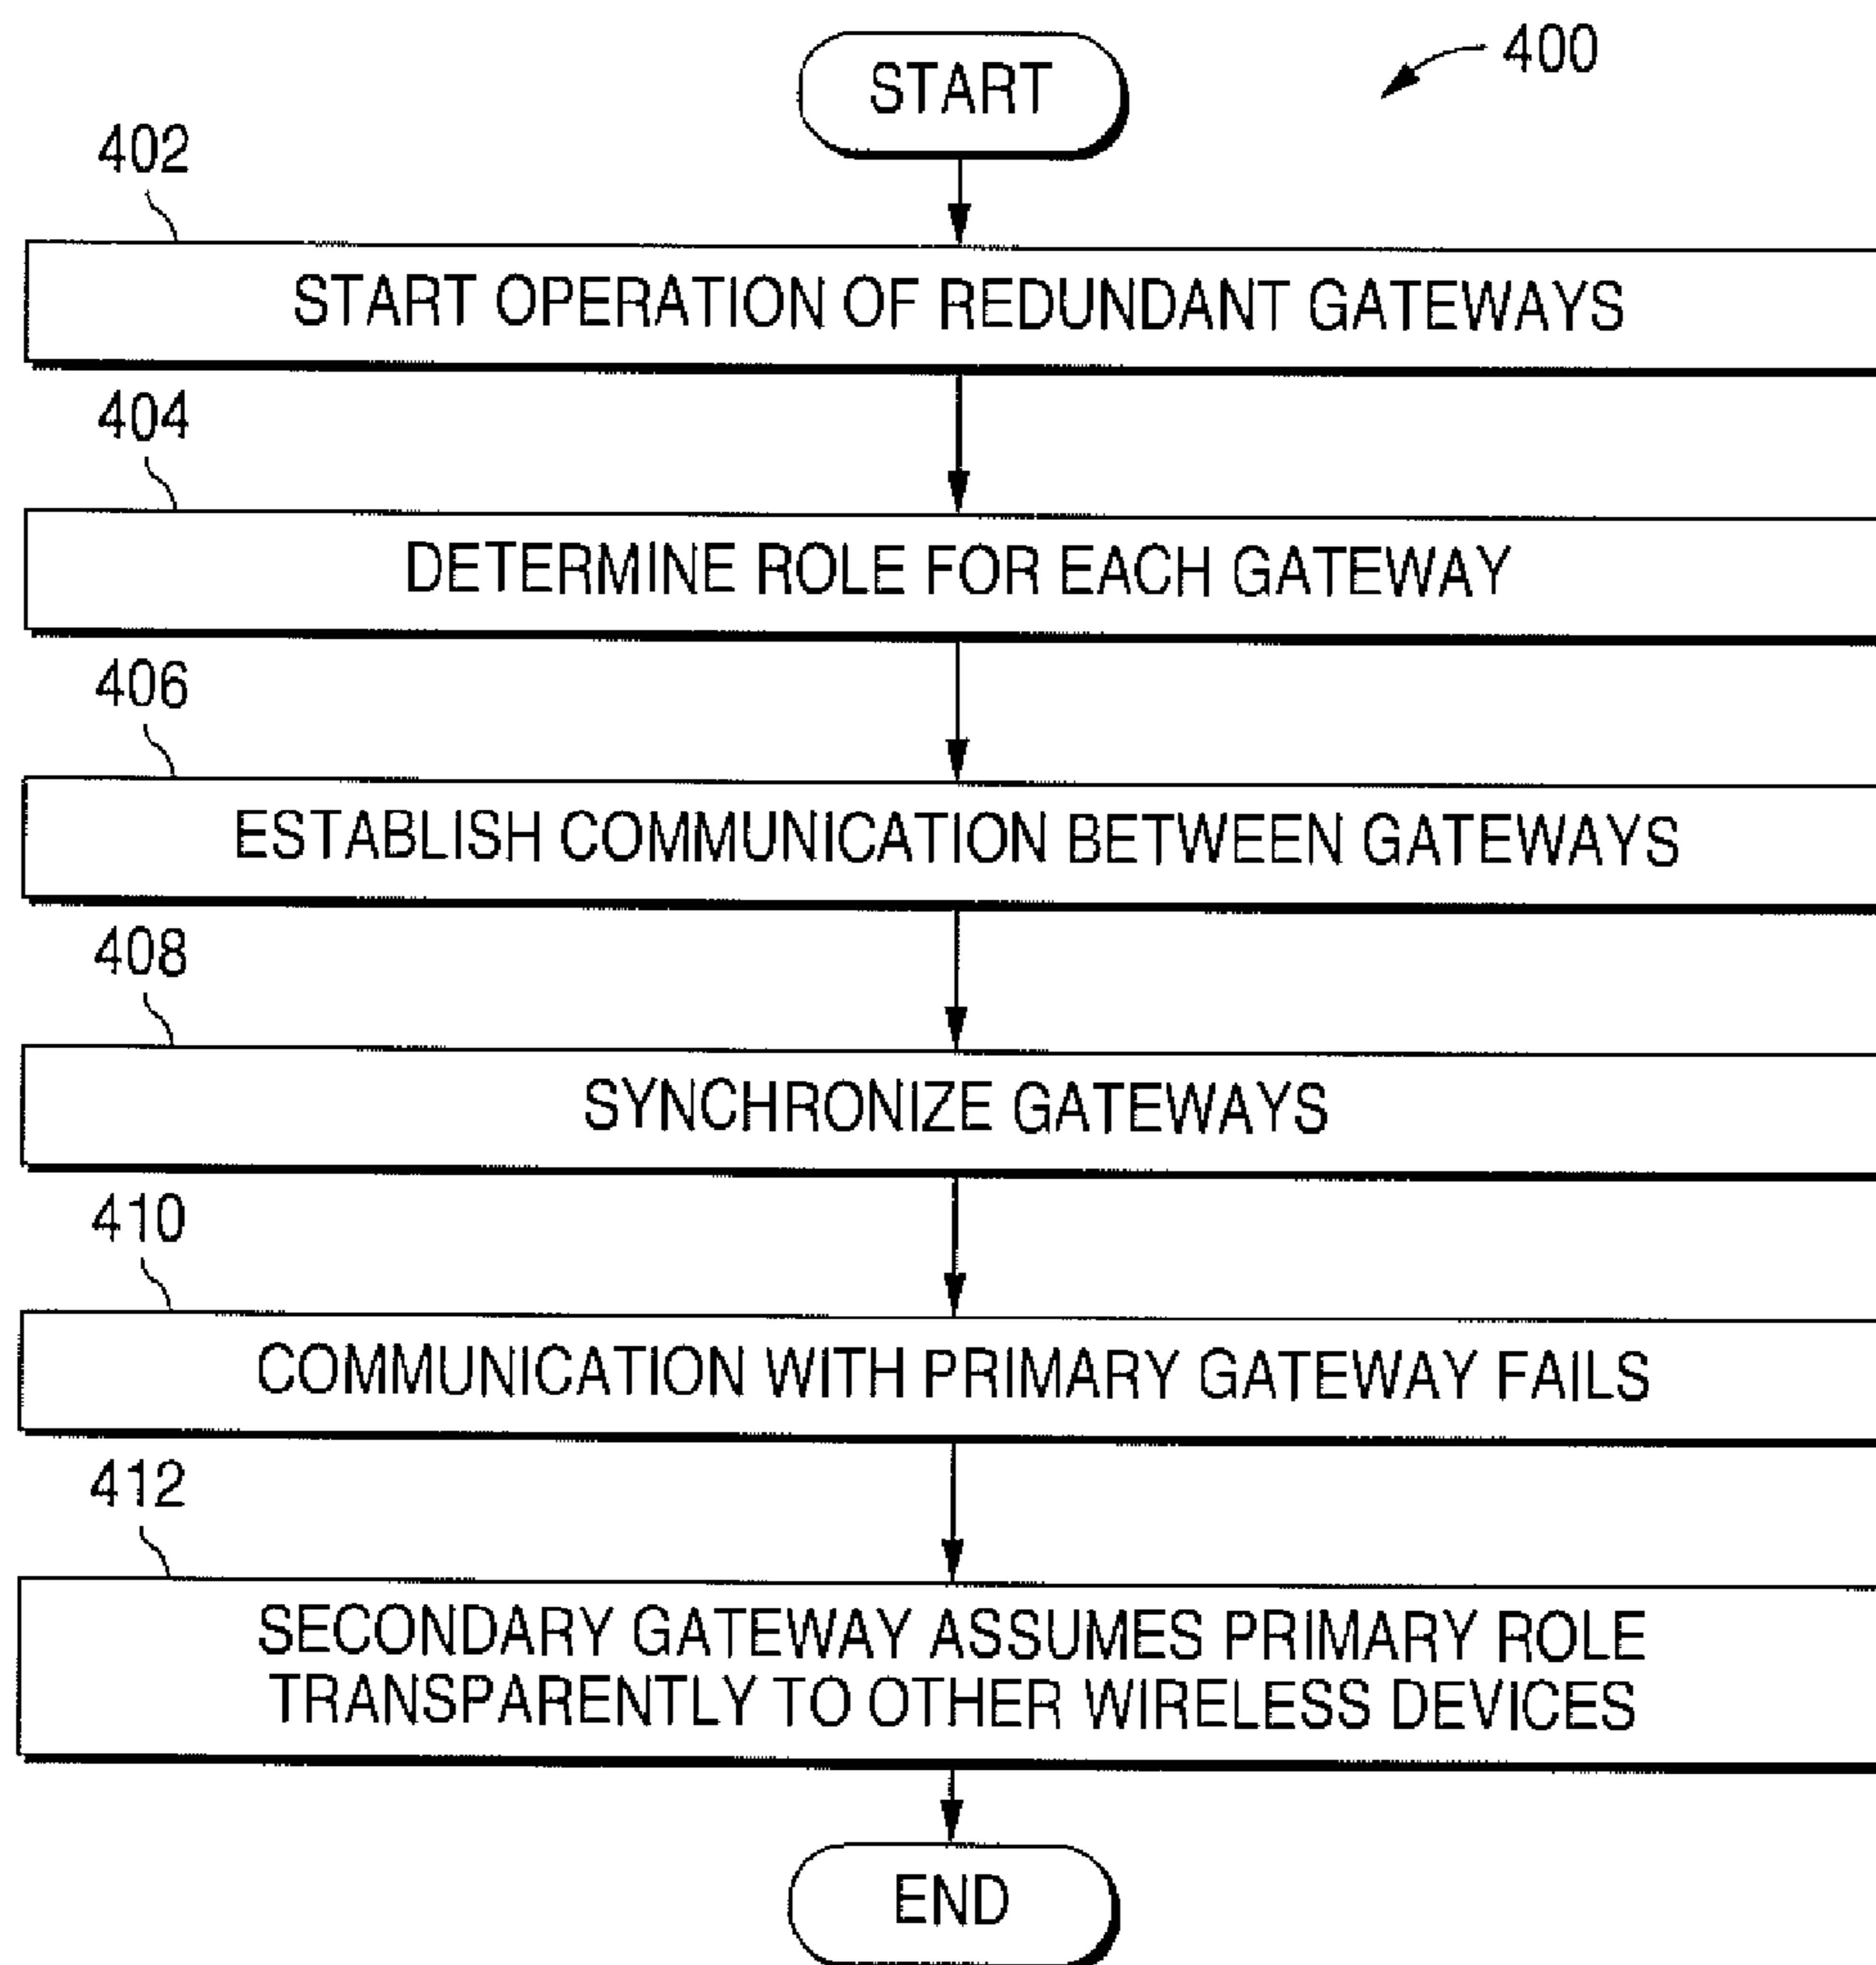 START
400
402
START OPERATION OF REDUNDANT GATEWAYS
404
DETERMINE ROLE FOR EACH GATEWAY
406
ESTABLISH COMMUNICATION BETWEEN GATEWAYS
408
SYNCHRONIZE GATEWAYS
410
COMMUNICATION WITH PRIMARY GATEWAY FAILS
412
SECONDARY GATEWAY ASSUMES PRIMARY ROLE
TRANSPARENTLY TO OTHER WIRELESS DEVICES
END